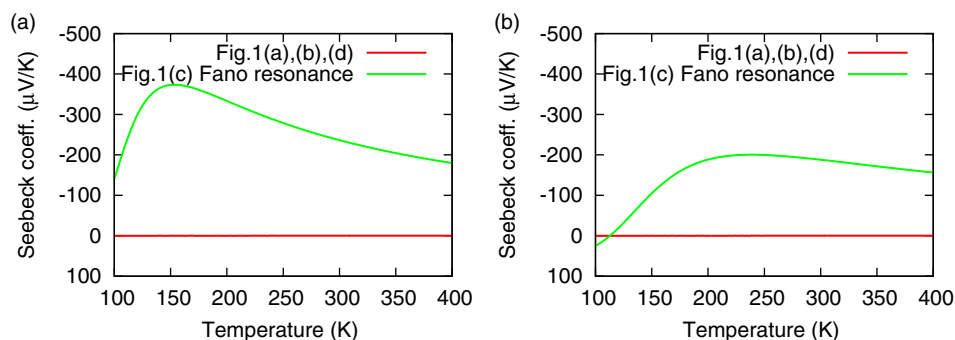 (a)
-500
-400
-300
-200
-100
0
100
Seebeck coeff. (μV/K)
Fig.1(a),(b),(d)
Fig.1(c) Fano resonance
100 150 200 250 300 350 400
Temperature (K)
(b)
-500
-400
-300
-200
-100
0
100
Seebeck coeff. (μV/K)
Fig.1(a),(b),(d)
Fig.1(c) Fano resonance
100 150 200 250 300 350 400
Temperature (K)